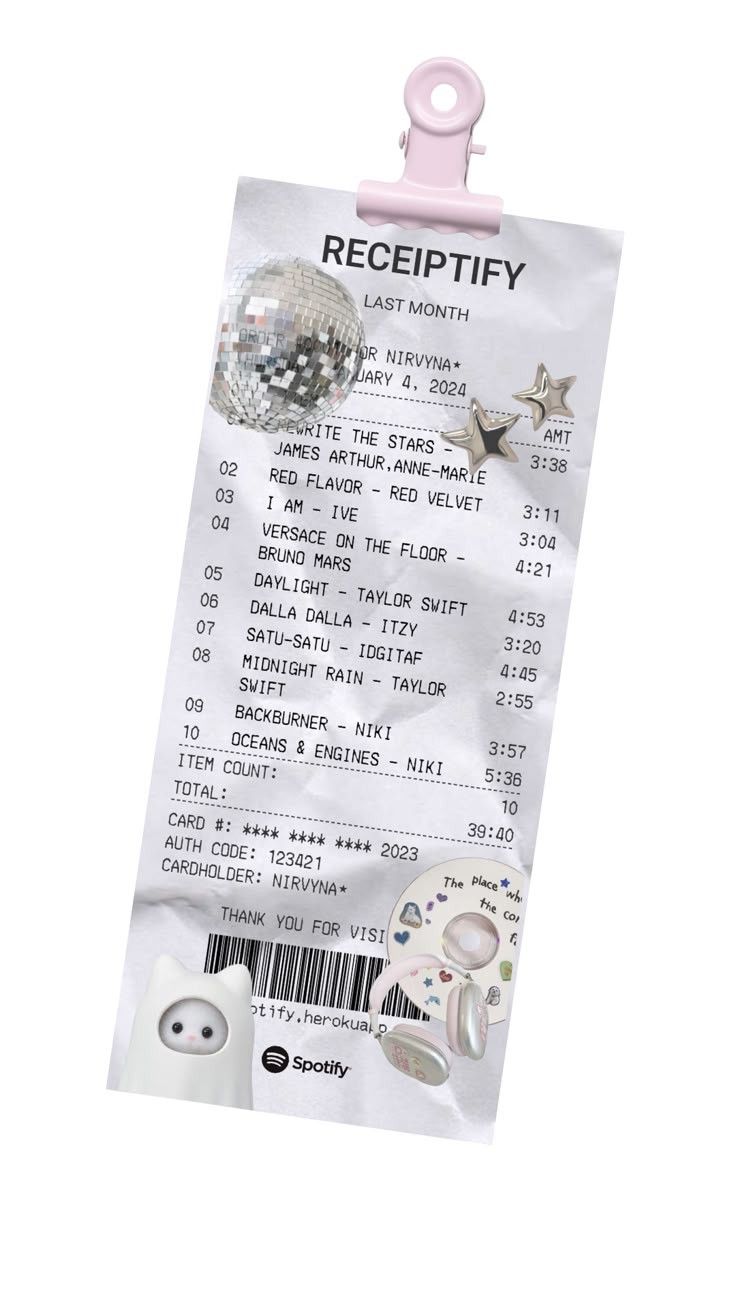 RECEIPTIFY
LAST MONTH
ORDER FOR NIRVYNA*
JANUARY 4, 2024
AMT
REWRITE THE STARS - 3:38
JAMES ARTHUR,ANNE-MARIE
02 RED FLAVOR - RED VELVET 3:11
03 I AM - IVE 3:04
04 VERSACE ON THE FLOOR - 4:21
BRUNO MARS
05 DAYLIGHT - TAYLOR SWIFT 4:53
06 DALLA DALLA - ITZY 3:20
07 SATU-SATU - IDGITAF 4:45
08 MIDNIGHT RAIN - TAYLOR 2:55
SWIFT
09 BACKBURNER - NIKI 3:57
10 OCEANS & ENGINES - NIKI 5:36
ITEM COUNT: 10
TOTAL: 39:40
CARD #: **** **** **** 2023
AUTH CODE: 123421
CARDHOLDER: NIRVYNA*
THANK YOU FOR VISI
The place wh
the co
otify.herokuapp
Spotify